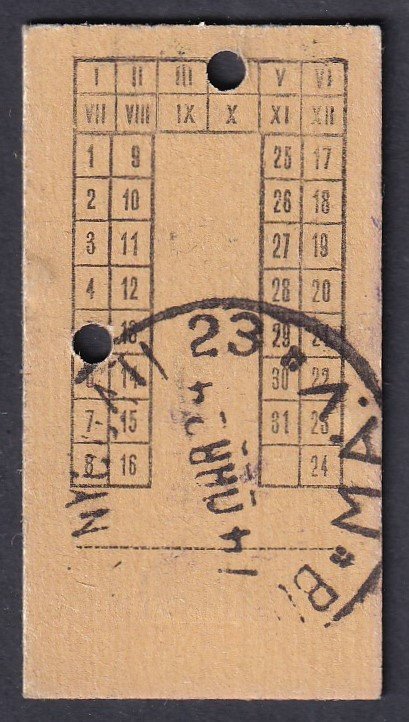 I II III V VI
VII VIII IX X XI XII
1 9 25 17
2 10 26 18
3 11 27 19
4 12 28 20
13 29 21
6 14 30 22
7 15 31 23
8 16 24
23
MÁV
B